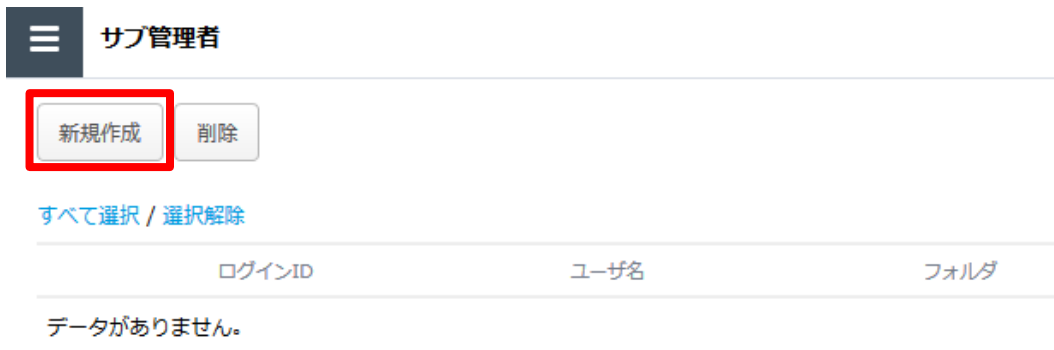 サブ管理者
新規作成 削除
すべて選択 / 選択解除
ログインID ユーザ名 フォルダ
データがありません。